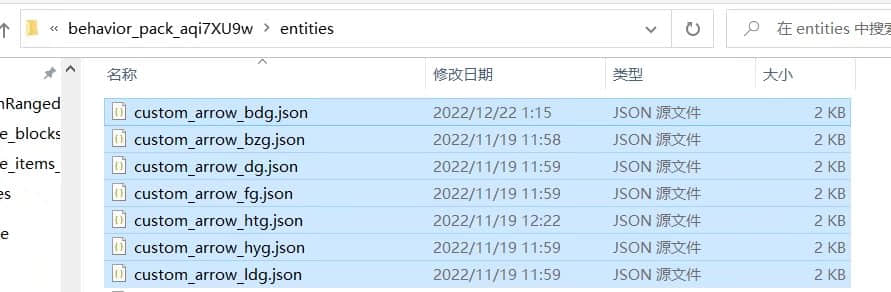 « behavior_pack_aqi7XU9w > entities
在 entities 中搜索
名称 修改日期 类型 大小
custom_arrow_bdg.json 2022/12/22 1:15 JSON 源文件 2 KB
nRanged custom_arrow_bzg.json 2022/11/19 11:58 JSON 源文件 2 KB
e_blocks custom_arrow_dg.json 2022/11/19 11:59 JSON 源文件 2 KB
e_items_ custom_arrow_fg.json 2022/11/19 11:59 JSON 源文件 2 KB
es custom_arrow_htg.json 2022/11/19 12:22 JSON 源文件 2 KB
e custom_arrow_hyg.json 2022/11/19 11:59 JSON 源文件 2 KB
custom_arrow_ldg.json 2022/11/19 11:59 JSON 源文件 2 KB